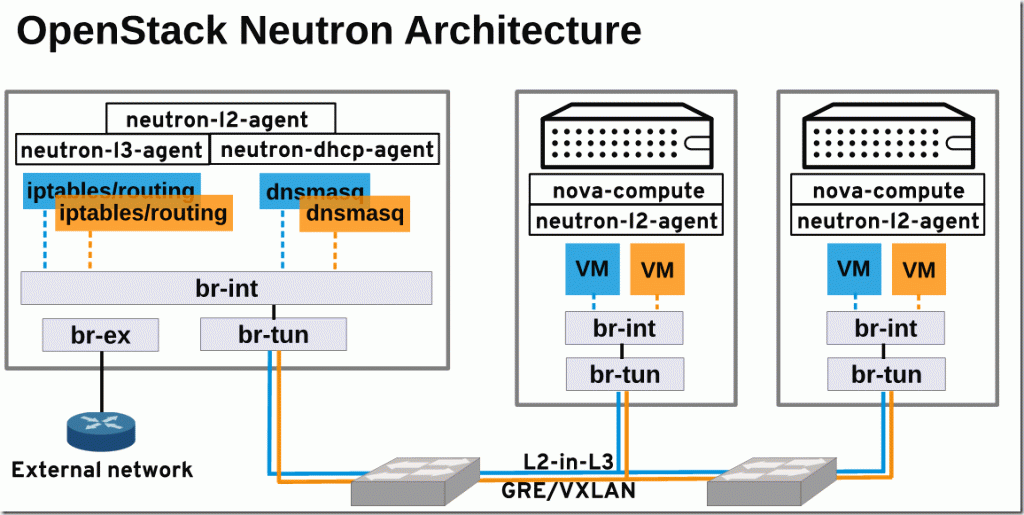 OpenStack Neutron Architecture
neutron-l2-agent
neutron-l3-agent
neutron-dhcp-agent
iptables/routing
iptables/routing
dnsmasq
dnsmasq
br-int
br-ex
br-tun
External network
nova-compute
neutron-l2-agent
VM
VM
br-int
br-tun
nova-compute
neutron-l2-agent
VM
VM
br-int
br-tun
L2-in-L3
GRE/VXLAN